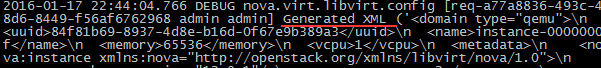 2016-01-17 22:44:04.766 DEBUG nova.virt.libvirt.config [req-a77a8836-493c-4
8d6-8449-f56af6762968 admin admin] Generated XML ('<domain type="qemu">\n
<uuid>84f81b69-8937-4d8e-b16d-0f67e9b389a3</uuid>\n  <name>instance-0000000
f</name>\n  <memory>65536</memory>\n  <vcpu>1</vcpu>\n  <metadata>\n    <no
va:instance xmlns:nova="http://openstack.org/xmlns/libvirt/nova/1.0">\n